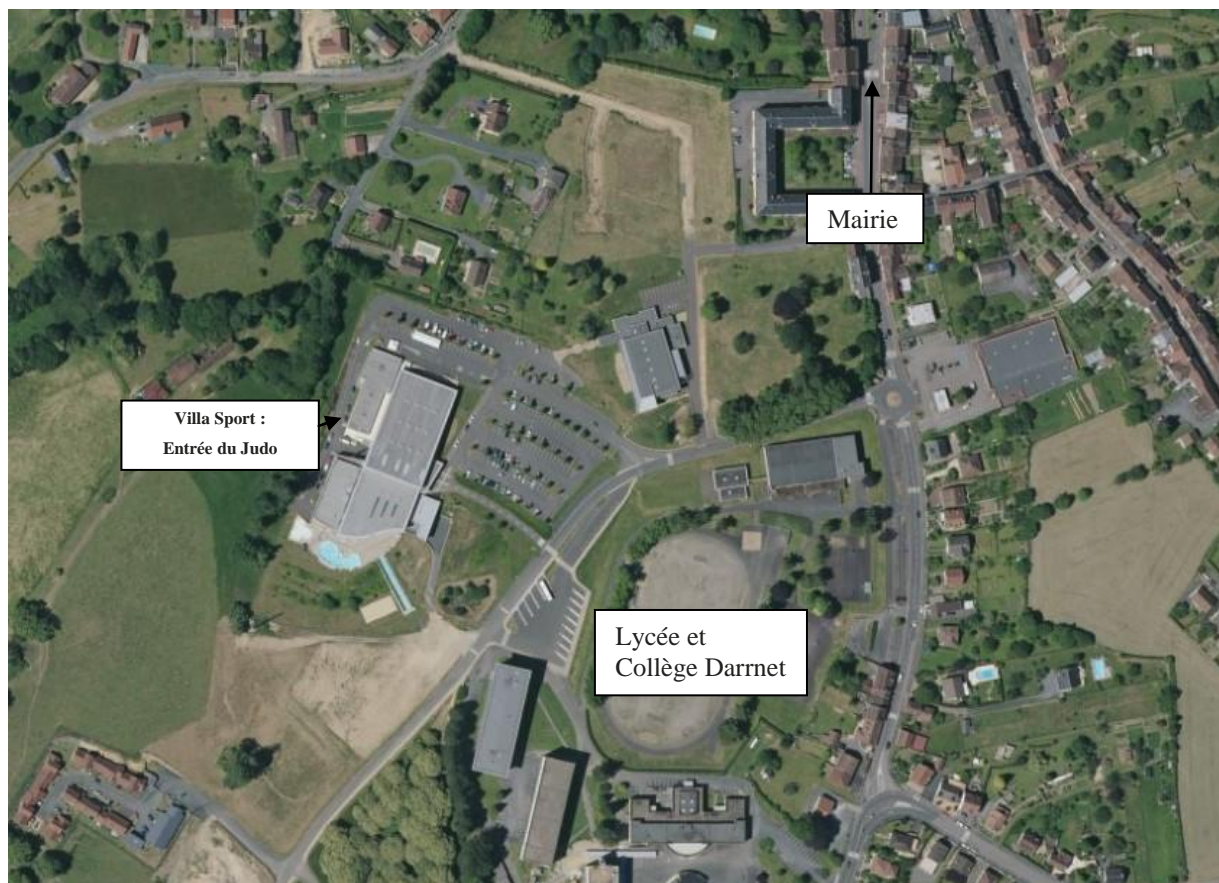 Mairie
Villa Sport :
Entrée du Judo
Lycée et
Collège Darrnet